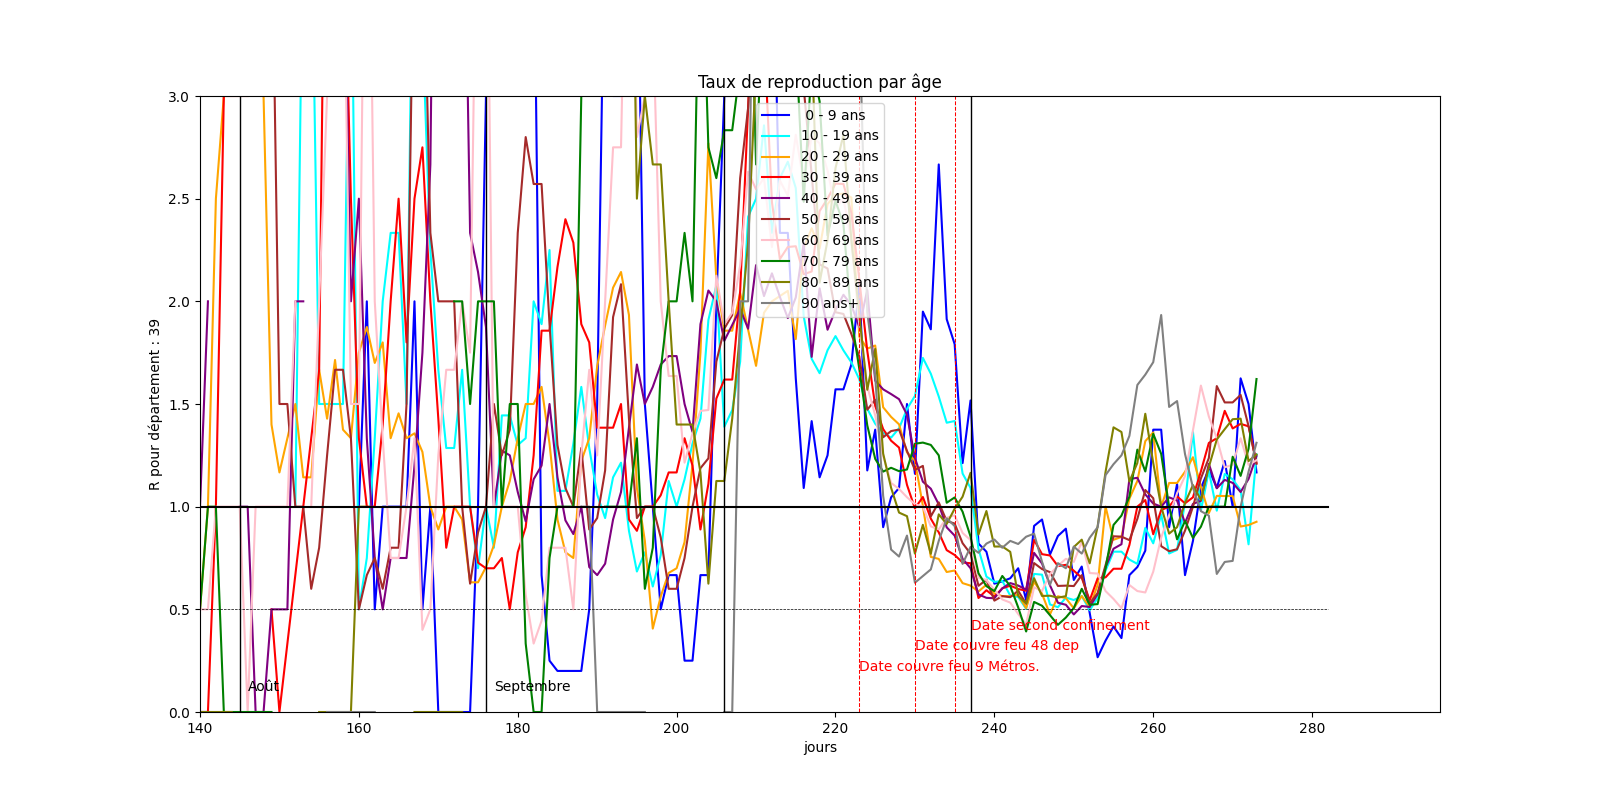 Taux de reproduction par âge
R pour département : 39
3.0
2.5
2.0
1.5
1.0
0.5
0.0
0 - 9 ans
10 - 19 ans
20 - 29 ans
30 - 39 ans
40 - 49 ans
50 - 59 ans
60 - 69 ans
70 - 79 ans
80 - 89 ans
90 ans+
Date second confinement
Date couvre feu 48 dep
Date couvre feu 9 Métros.
Août
Septembre
140 160 180 200 220 240 260 280
jours